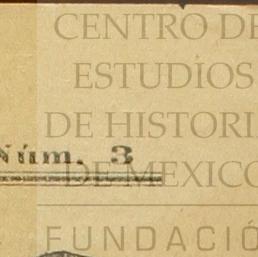 CENTRO DE
ESTUDIOS
DE HISTORI
Núm. 3
DE MEXICO
FUNDACIÓ